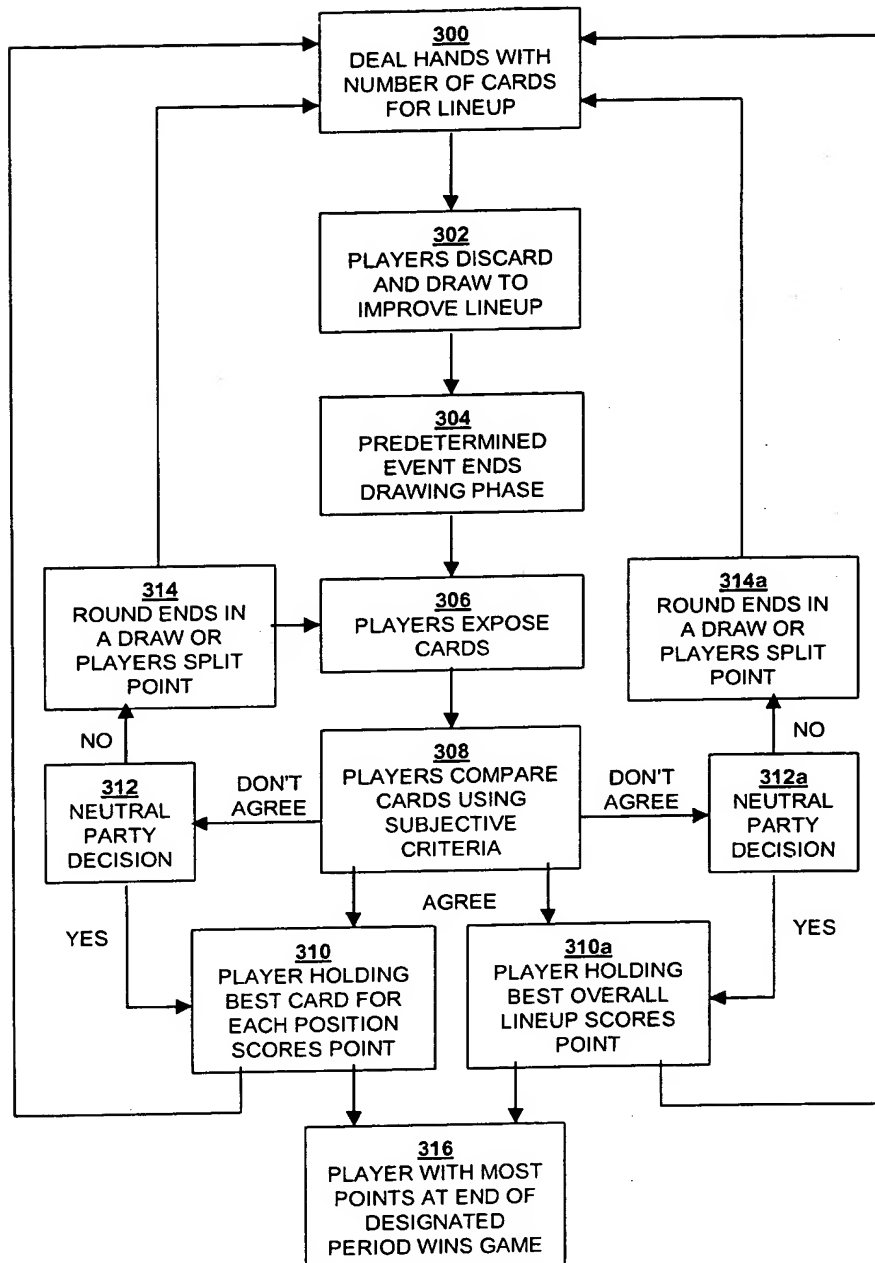 300
DEAL HANDS WITH
NUMBER OF CARDS
FOR LINEUP
302
PLAYERS DISCARD
AND DRAW TO
IMPROVE LINEUP
304
PREDETERMINED
EVENT ENDS
DRAWING PHASE
314
ROUND ENDS IN
A DRAW OR
PLAYERS SPLIT
POINT
306
PLAYERS EXPOSE
CARDS
314a
ROUND ENDS IN
A DRAW OR
PLAYERS SPLIT
POINT
NO
NO
312
NEUTRAL
PARTY
DECISION
DON'T
AGREE
308
PLAYERS COMPARE
CARDS USING
SUBJECTIVE
CRITERIA
DON'T
AGREE
312a
NEUTRAL
PARTY
DECISION
AGREE
YES
YES
310
PLAYER HOLDING
BEST CARD FOR
EACH POSITION
SCORES POINT
310a
PLAYER HOLDING
BEST OVERALL
LINEUP SCORES
POINT
316
PLAYER WITH MOST
POINTS AT END OF
DESIGNATED
PERIOD WINS GAME